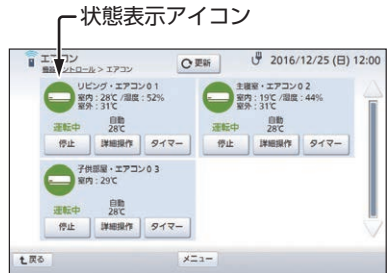 状態表示アイコン
エアコン
機器コントロール > エアコン
更新
2016/12/25 (日) 12:00
リビング・エアコン01
室内：28℃ /湿度：52%
室外：31℃
自動
運転中 28℃
停止 詳細操作 タイマー
主寝室・エアコン02
室内：19℃ /湿度：44%
室外：31℃
自動
運転中 28℃
停止 詳細操作 タイマー
子供部屋・エアコン03
室内：29℃
自動
運転中 28℃
停止 詳細操作 タイマー
戻る メニュー